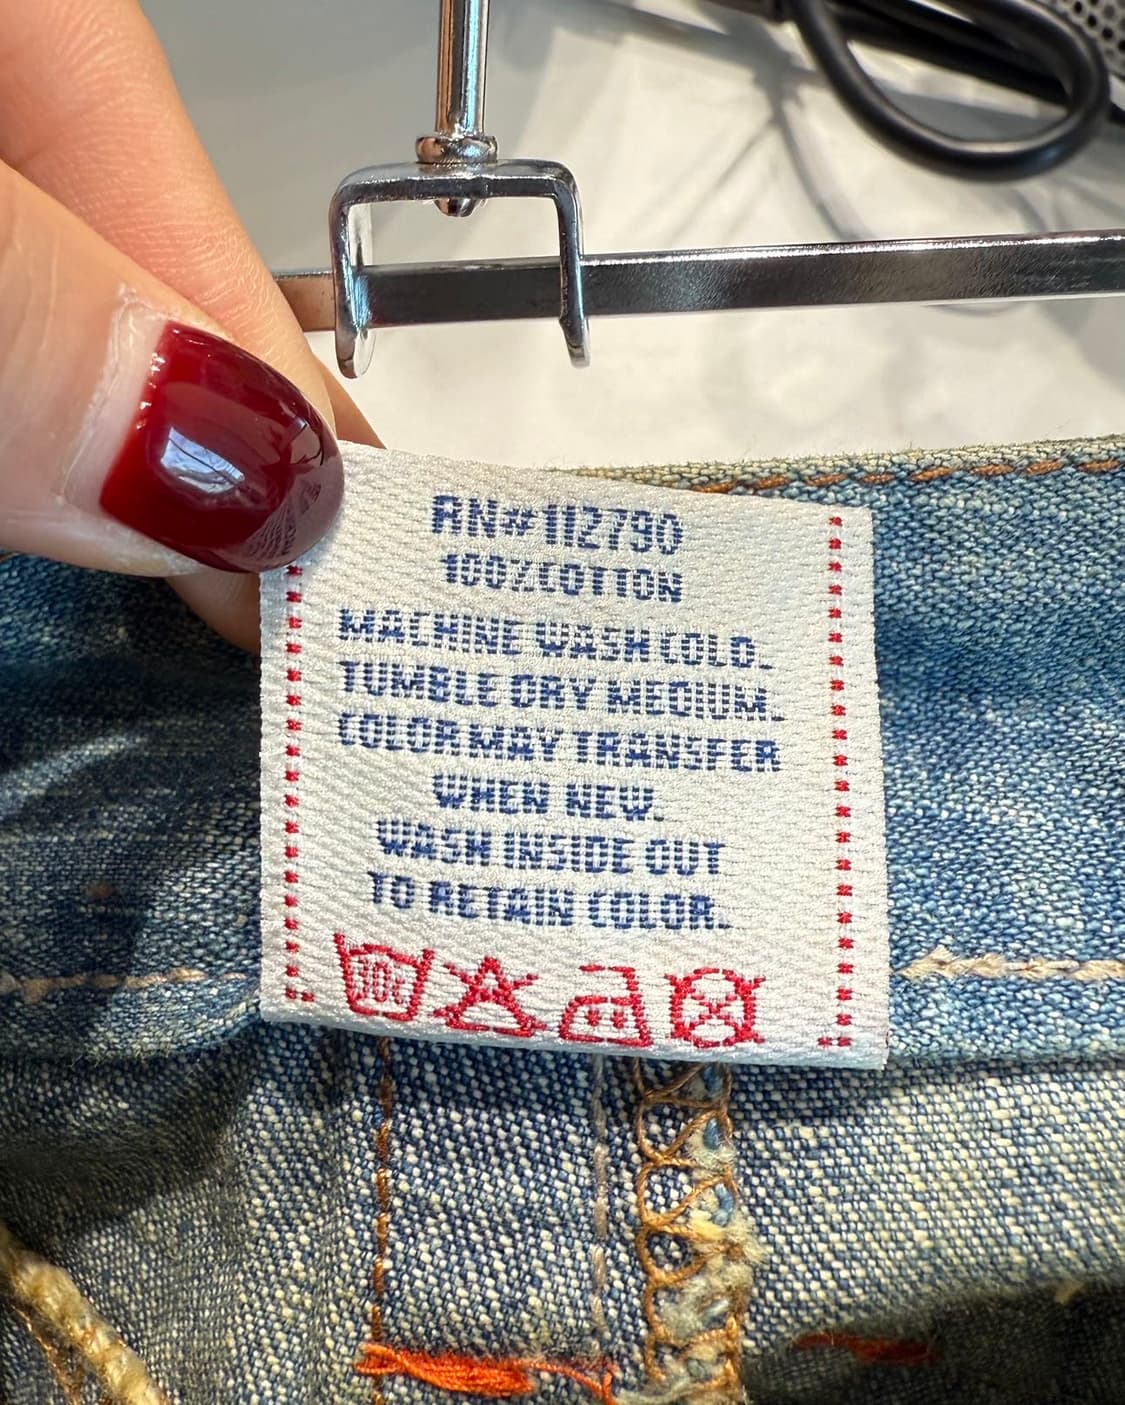 RN#112790
100% COTTON
MACHINE WASH COLD.
TUMBLE DRY MEDIUM.
COLOR MAY TRANSFER
WHEN NEW.
WASH INSIDE OUT
TO RETAIN COLOR.
30C